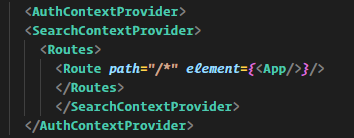 <AuthContextProvider>
<SearchContextProvider>
<Routes>
<Route path="/*" element={<App/>}/>
</Routes>
</SearchContextProvider>
</AuthContextProvider>